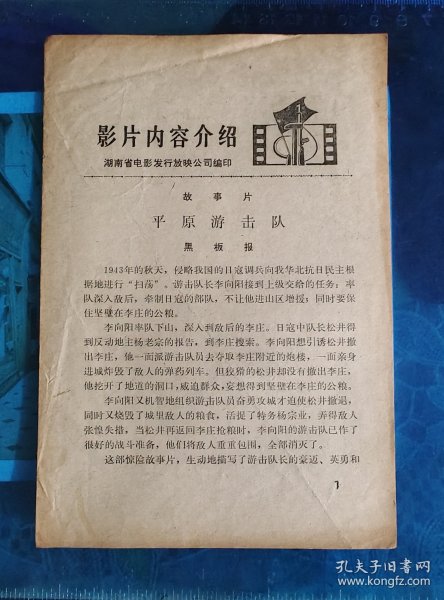 影片内容介绍
湖南省电影发行放映公司编印
故事片
平原游击队
黑板报
1943年的秋天，侵略我国的日寇调兵向我华北抗日民主根
据地进行“扫荡”。游击队长李向阳接到上级交给的任务：率
队深入敌后，牵制日寇的部队，不让他进山区增援；同时要保
住坚壁在李庄的公粮。
李向阳率队下山，深入到敌后的李庄。日寇中队长松井得
到反动地主杨老宗的报告，到李庄搜索。李向阳想引诱松井撤
出李庄，他一面派游击队员去夺取李庄附近的炮楼，一面亲身
进城炸毁了敌人的弹药列车。但狡猾的松井却没有撤出李庄，
他挖开了地道的洞口，威迫群众，妄想得到坚壁在李庄的公粮。
李向阳又机智地组织游击队员奋勇攻城才迫使松井撤退，
同时又烧毁了城里敌人的粮食，活捉了特务杨宗业，弄得敌人
张惶失措，当松井再返回李庄抢粮时，李向阳的游击队已作了
很好的战斗准备，他们将敌人重重包围，全部消灭了。
这部惊险故事片，生动地描写了游击队长的豪迈、英勇和
1
孔夫子旧书网
book.kongfz.com